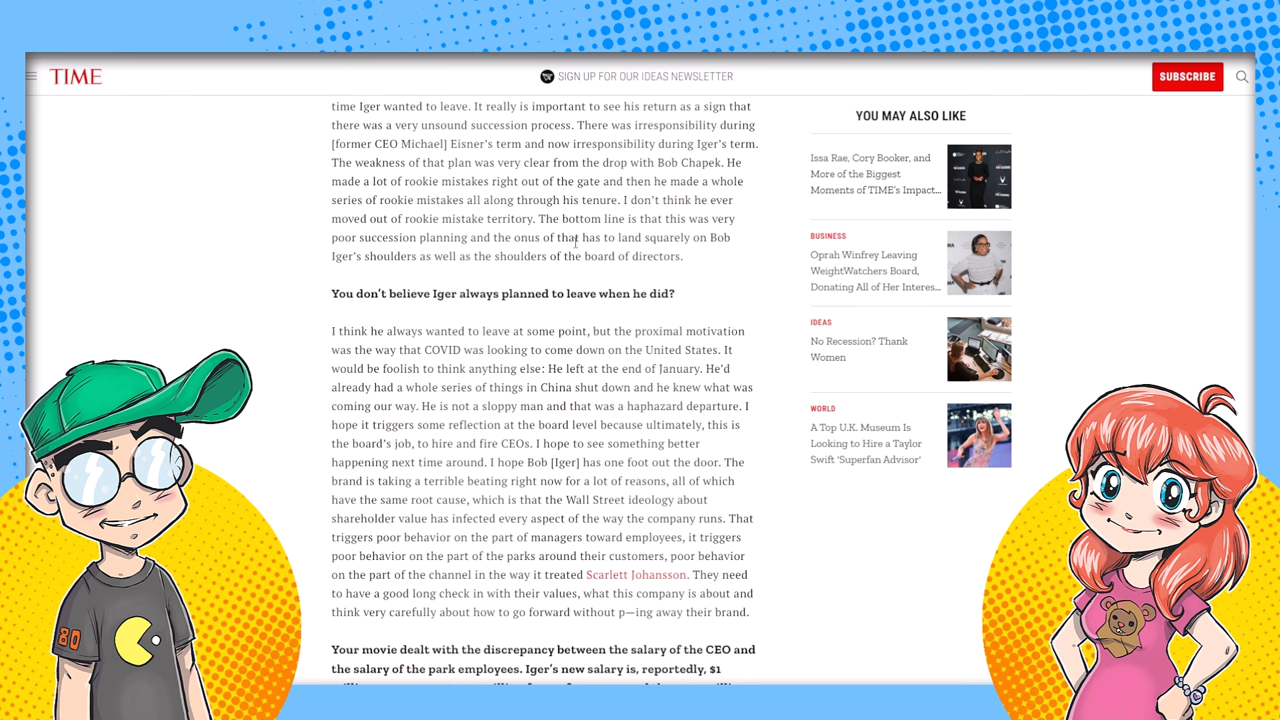 TIME
SIGN UP FOR OUR IDEAS NEWSLETTER
SUBSCRIBE
time Iger wanted to leave. It really is important to see his return as a sign that
there was a very unsound succession process. There was irresponsibility during
[former CEO Michael] Eisner's term and now irresponsibility during Iger's term.
The weakness of that plan was very clear from the drop with Bob Chapek. He
made a lot of rookie mistakes right out of the gate and then he made a whole
series of rookie mistakes all along through his tenure. I don't think he ever
moved out of rookie mistake territory. The bottom line is that this was very
poor succession planning and the onus of that has to land squarely on Bob
Iger's shoulders as well as the shoulders of the board of directors.
You don't believe Iger always planned to leave when he did?
I think he always wanted to leave at some point, but the proximal motivation
was the way that COVID was looking to come down on the United States. It
would be foolish to think anything else: He left at the end of January. He'd
already had a whole series of things in China shut down and he knew what was
coming our way. He is not a sloppy man and that was a haphazard departure. I
hope it triggers some reflection at the board level because ultimately, this is
the board's job, to hire and fire CEOs. I hope to see something better
happening next time around. I hope Bob [Iger] has one foot out the door. The
brand is taking a terrible beating right now for a lot of reasons, all of which
have the same root cause, which is that the Wall Street ideology about
shareholder value has infected every aspect of the way the company runs. That
triggers poor behavior on the part of managers toward employees, it triggers
poor behavior on the part of the parks around their customers, poor behavior
on the part of the channel in the way it treated Scarlett Johansson. They need
to have a good long check in with their values, what this company is about and
think very carefully about how to go forward without p—ing away their brand.
Your movie dealt with the discrepancy between the salary of the CEO and
the salary of the park employees. Iger's new salary is, reportedly, $1
YOU MAY ALSO LIKE
Issa Rae, Cory Booker, and
More of the Biggest
Moments of TIME's Impact...
BUSINESS
Oprah Winfrey Leaving
WeightWatchers Board,
Donating All of Her Interes...
IDEAS
No Recession? Thank
Women
WORLD
A Top U.K. Museum Is
Looking to Hire a Taylor
Swift 'Superfan Advisor'
80